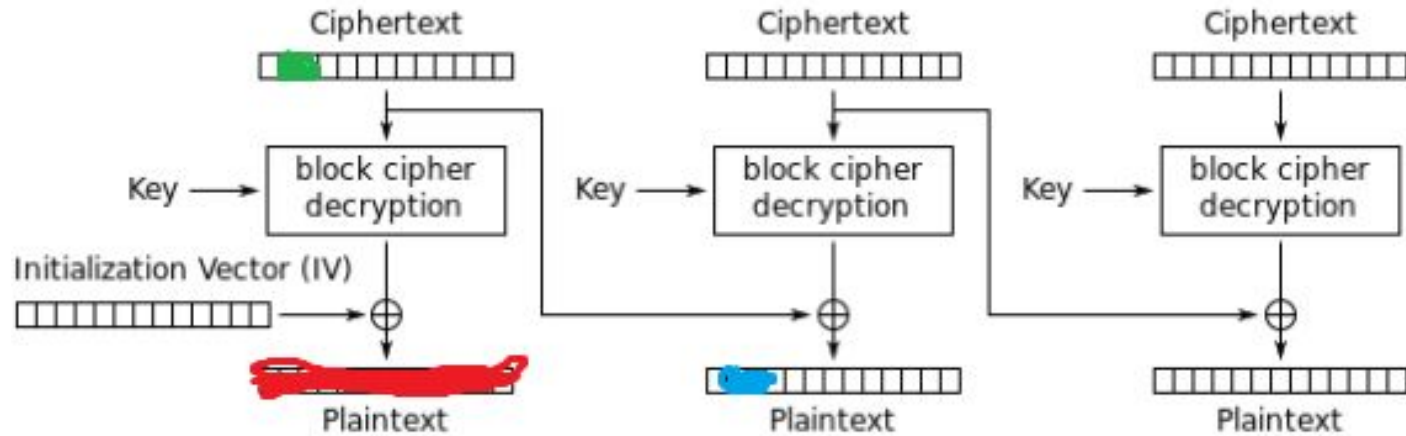 Ciphertext
Ciphertext
Ciphertext
Key
block cipher
decryption
Key
block cipher
decryption
Key
block cipher
decryption
Initialization Vector (IV)
Plaintext
Plaintext
Plaintext